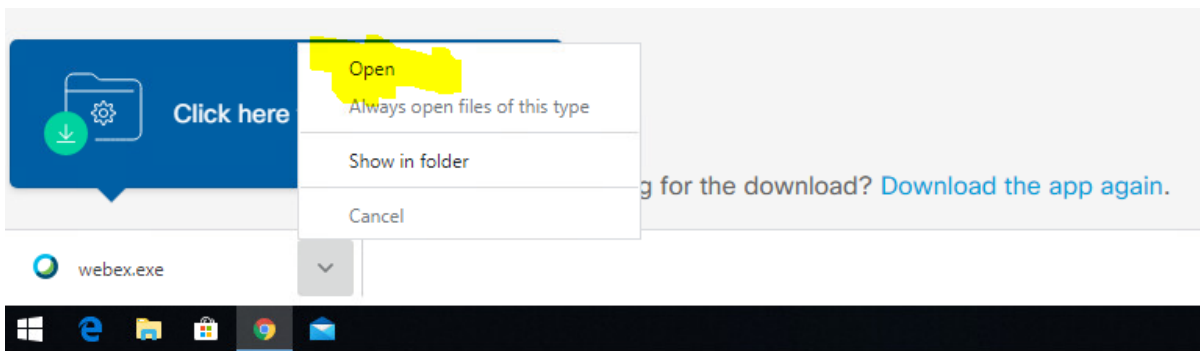 Open
Click here
Always open files of this type
Show in folder
for the download? Download the app again.
Cancel
webex.exe